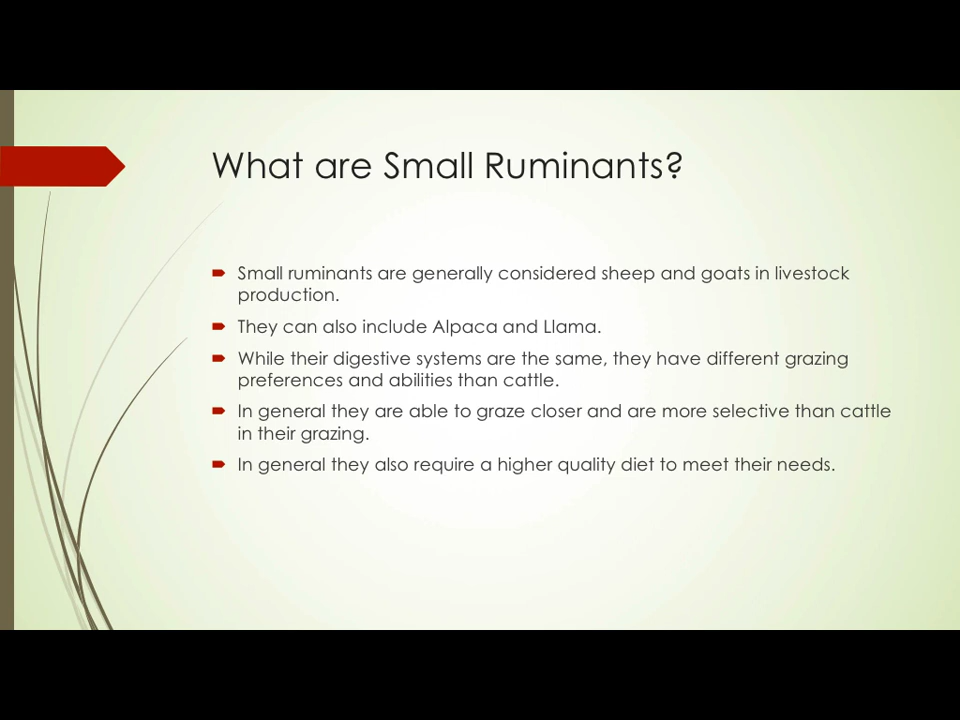 What are Small Ruminants?
Small ruminants are generally considered sheep and goats in livestock
production.
They can also include Alpaca and Llama.
While their digestive systems are the same, they have different grazing
preferences and abilities than cattle.
In general they are able to graze closer and are more selective than cattle
in their grazing.
In general they also require a higher quality diet to meet their needs.